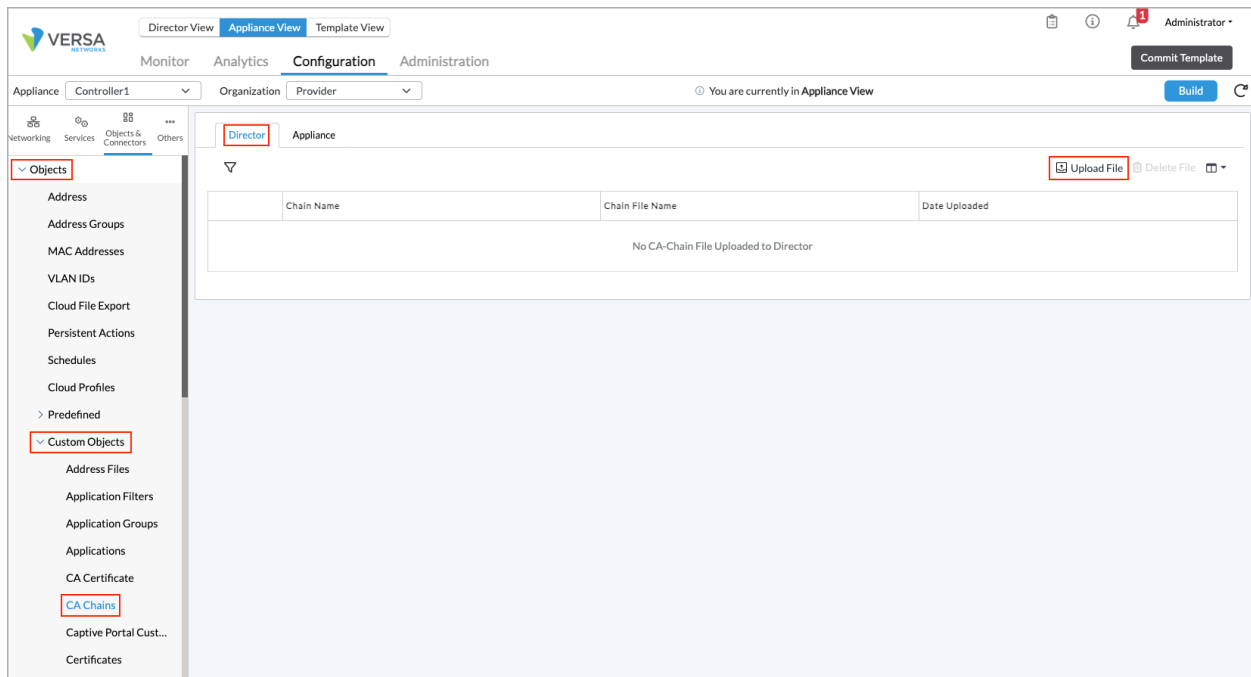 VERSA
NETWORKS
Director View Appliance View Template View
1
Administrator
Monitor Analytics Configuration Administration
Commit Template
Appliance Controller1 Organization Provider
You are currently in Appliance View
Build
Networking Services Objects & Connectors Others
Director Appliance
Objects
Upload File Delete File
Address
Chain Name Chain File Name Date Uploaded
Address Groups
No CA-Chain File Uploaded to Director
MAC Addresses
VLAN IDs
Cloud File Export
Persistent Actions
Schedules
Cloud Profiles
Predefined
Custom Objects
Address Files
Application Filters
Application Groups
Applications
CA Certificate
CA Chains
Captive Portal Cust...
Certificates